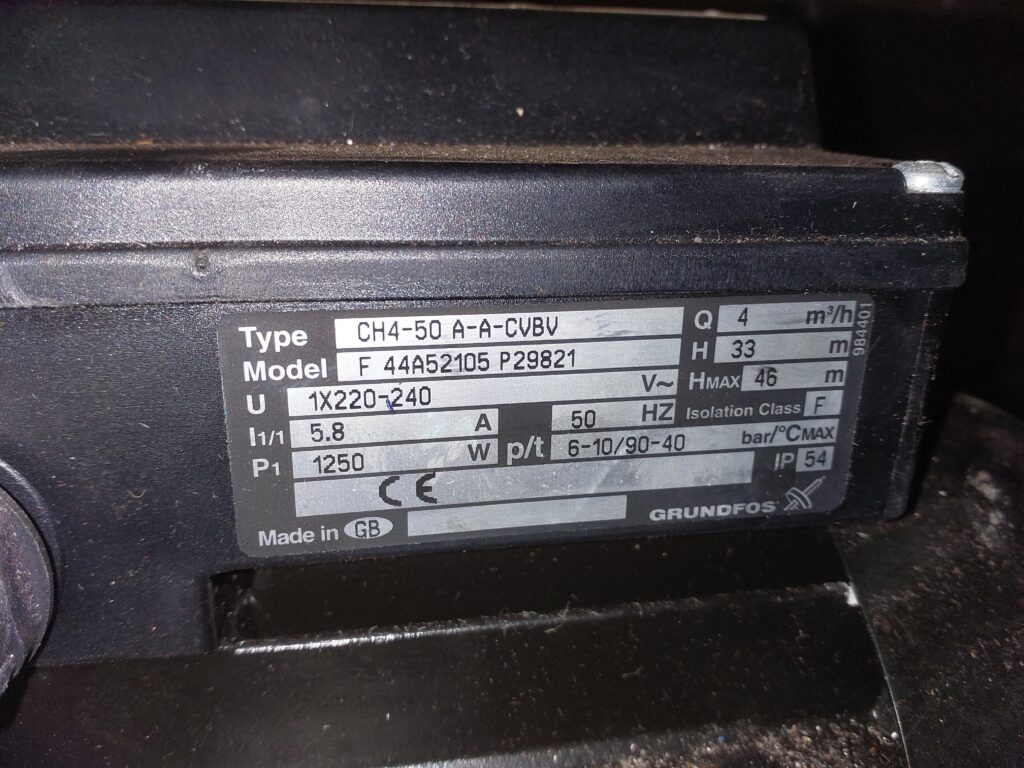 Type CH4-50 A-A-CVBV Q 4 m³/h
Model F 44A52105 P29821 H 33 m
U 1X220-240 V~ HMAX 46 m
I1/1 5.8 A 50 HZ Isolation Class F
P1 1250 W p/t 6-10/90-40 bar/°CMAX
CE IP 54
Made in GB GRUNDFOS
984401